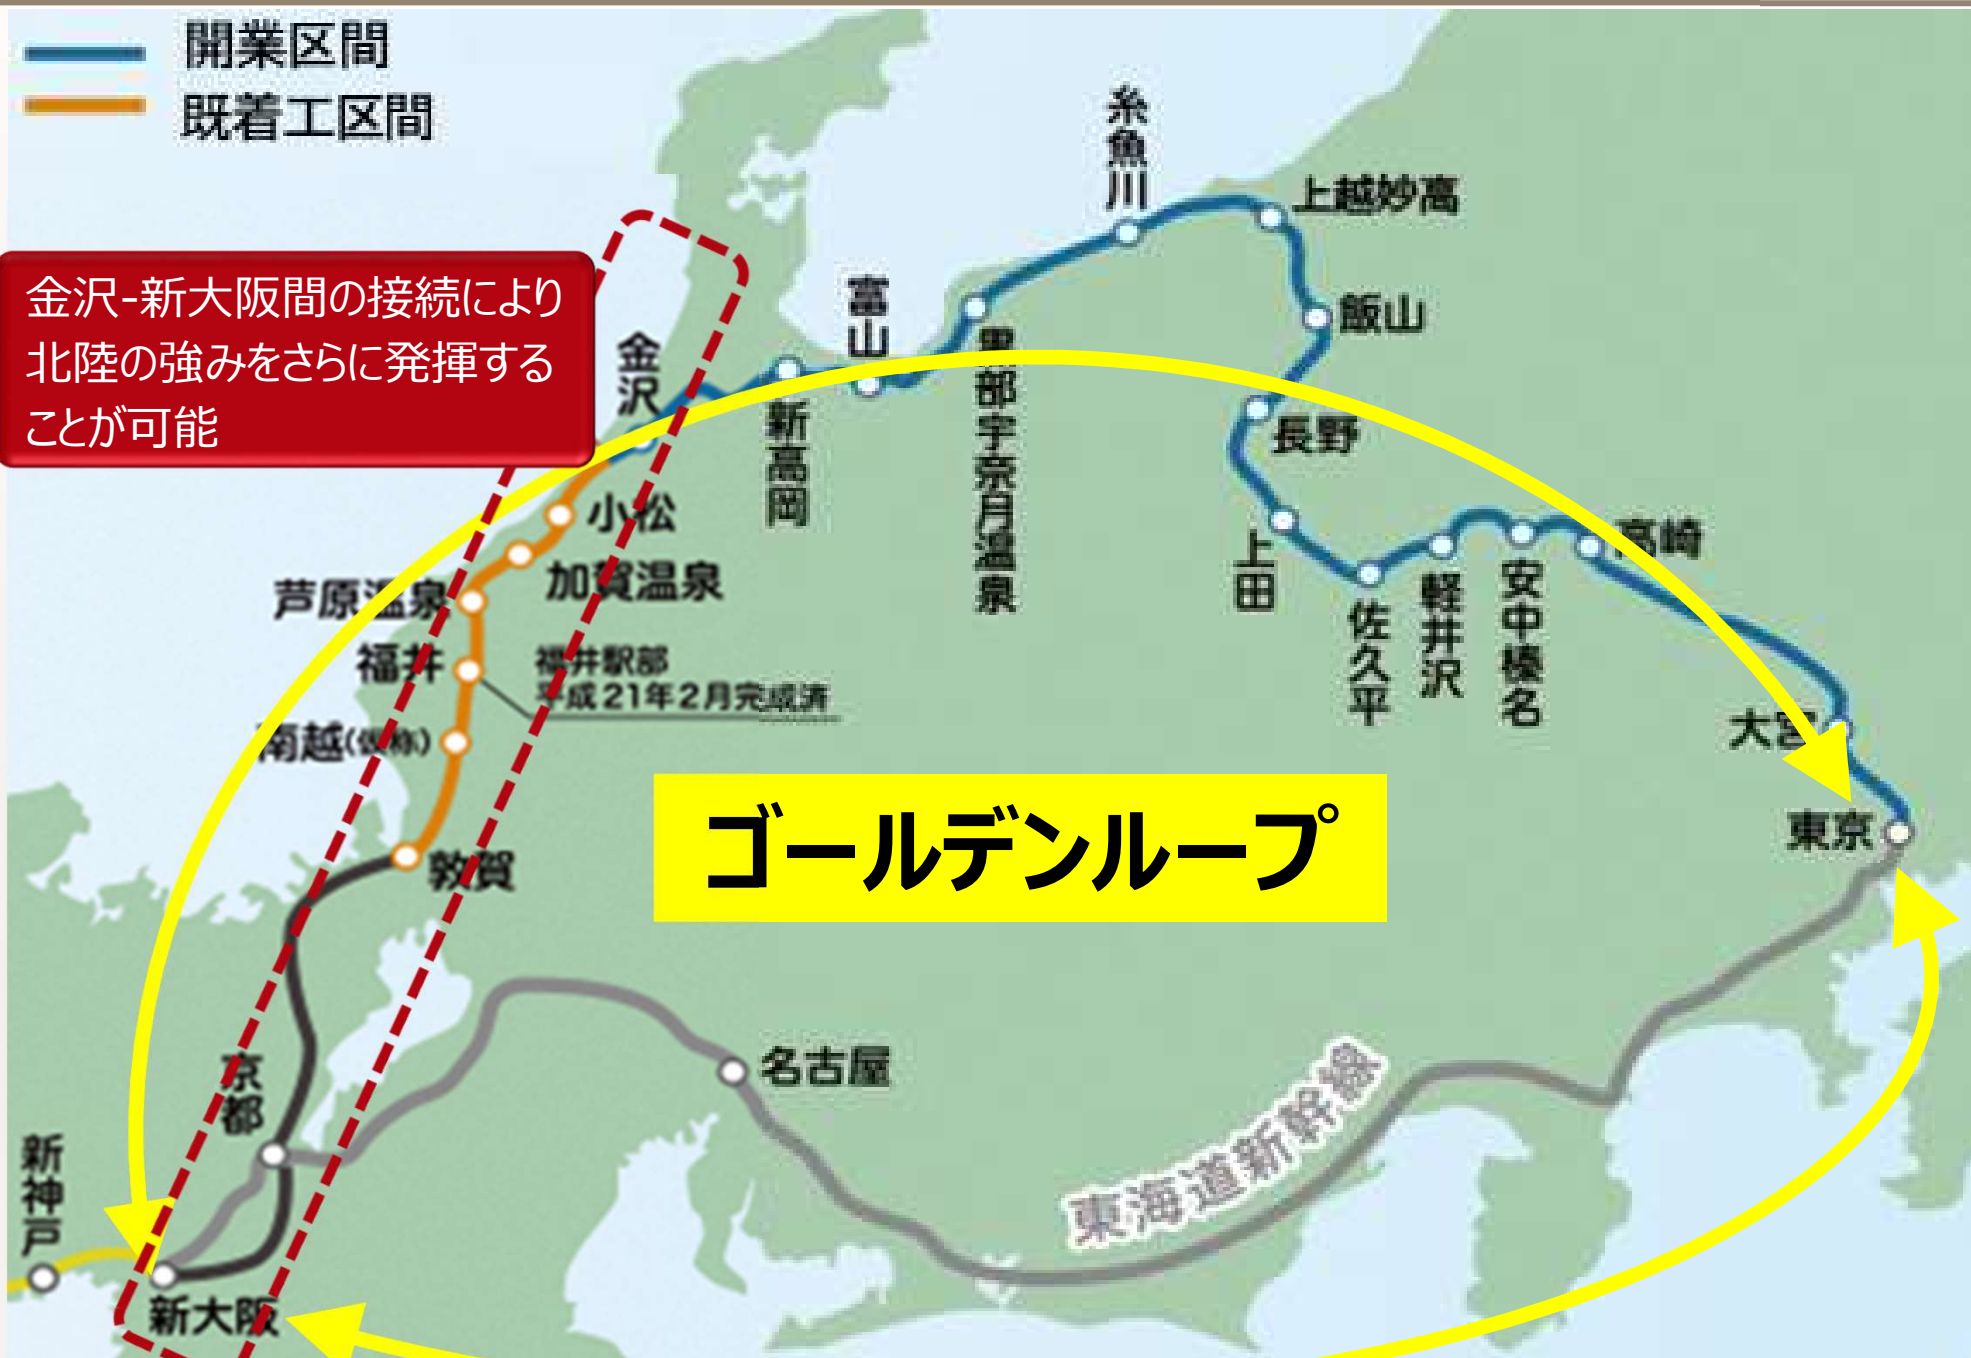 開業区間
既着工区間
金沢-新大阪間の接続により
北陸の強みをさらに発揮する
ことが可能
糸魚川
上越妙高
飯山
富山
金沢
黒部宇奈月温泉
新高岡
長野
小松
加賀温泉
芦原温泉
上田
高崎
安中榛名
軽井沢
佐久平
福井
福井駅部
平成21年2月完成済
南越(仮称)
大宮
東京
ゴールデンループ
敦賀
京都
名古屋
東海道新幹線
新神戸
新大阪